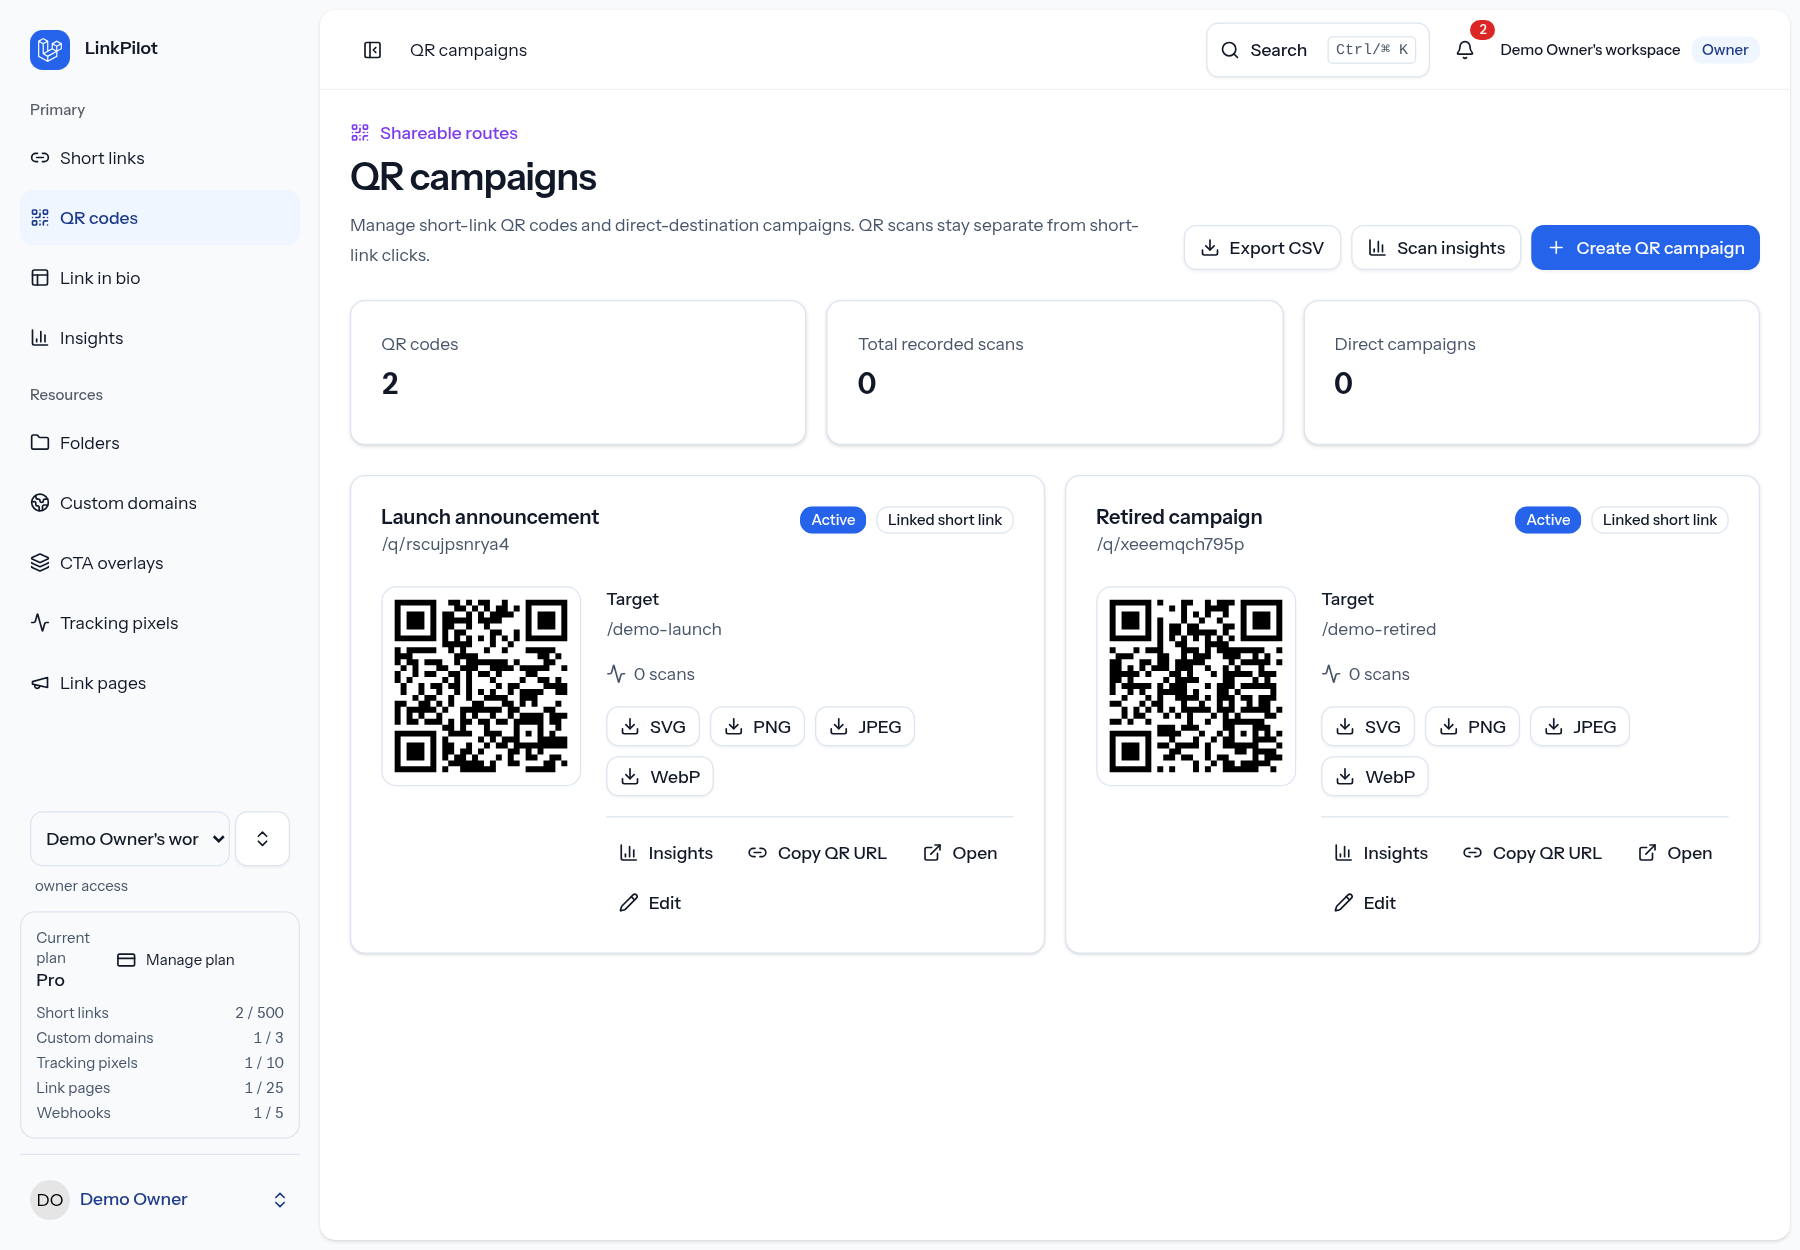 LinkPilot
Primary
Short links
QR codes
Link in bio
Insights
Resources
Folders
Custom domains
CTA overlays
Tracking pixels
Link pages
Demo Owner's wor
owner access
Current
plan
Pro
Manage plan
Short links 2 / 500
Custom domains 1 / 3
Tracking pixels 1 / 10
Link pages 1 / 25
Webhooks 1 / 5
DO Demo Owner
QR campaigns
Search Ctrl/⌘ K
2
Demo Owner's workspace Owner
Shareable routes
QR campaigns
Manage short-link QR codes and direct-destination campaigns. QR scans stay separate from short-
link clicks.
Export CSV Scan insights Create QR campaign
QR codes
2
Total recorded scans
0
Direct campaigns
0
Launch announcement
Active Linked short link
/q/rscujpsnrya4
Target
/demo-launch
0 scans
SVG PNG JPEG
WebP
Insights Copy QR URL Open
Edit
Retired campaign
Active Linked short link
/q/xeeemqch795p
Target
/demo-retired
0 scans
SVG PNG JPEG
WebP
Insights Copy QR URL Open
Edit